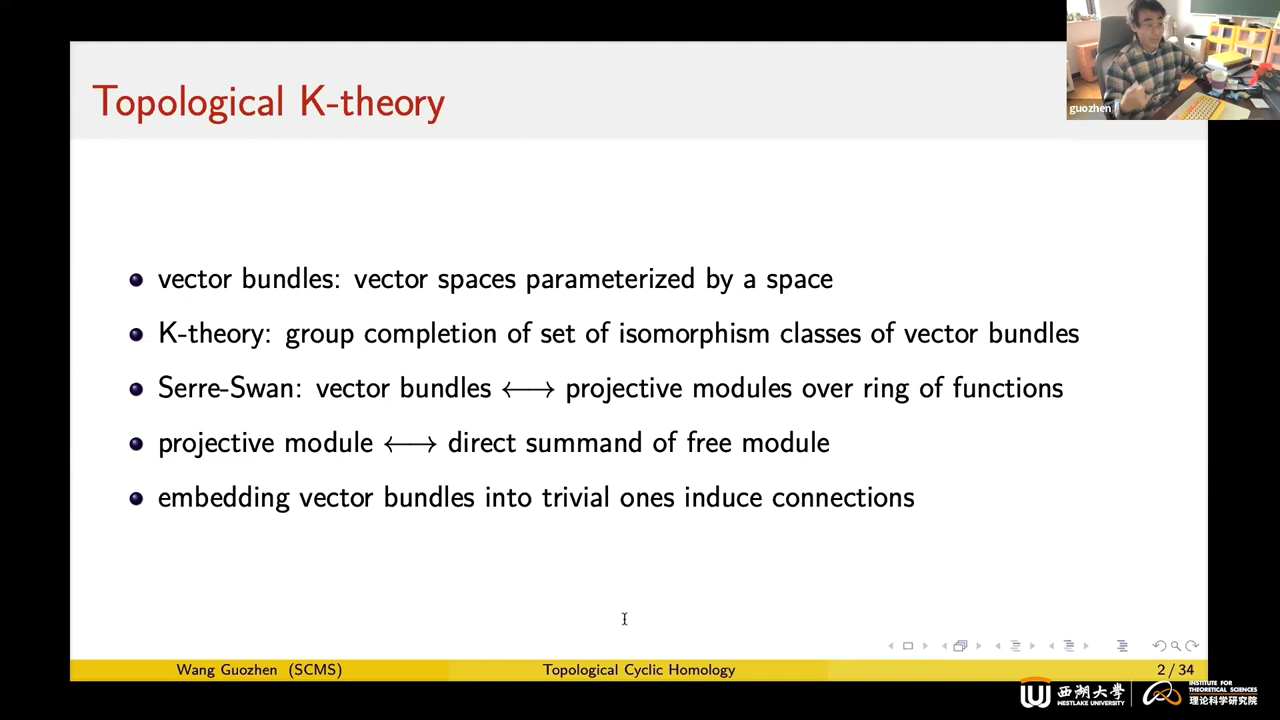 Topological K-theory
guozhen
vector bundles: vector spaces parameterized by a space
K-theory: group completion of set of isomorphism classes of vector bundles
Serre-Swan: vector bundles ⟷ projective modules over ring of functions
projective module ⟷ direct summand of free module
embedding vector bundles into trivial ones induce connections
Wang Guozhen (SCMS)
Topological Cyclic Homology
2 / 34
西湖大學
WESTLAKE UNIVERSITY
INSTITUTE FOR
THEORETICAL SCIENCES
理论科学研究院